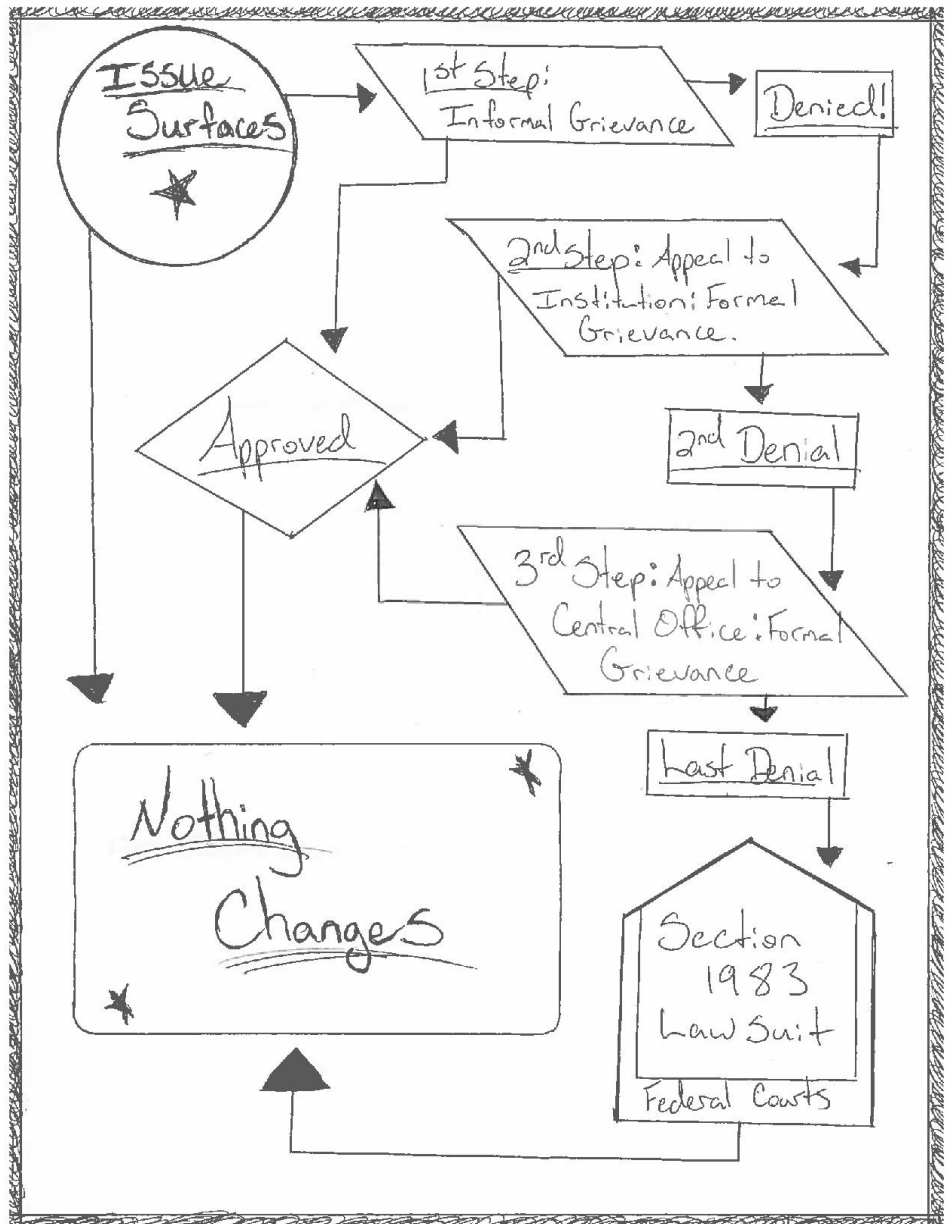 Issue
Surfaces
1st Step:
Informal Grievance
Denied!
2nd Step: Appeal to
Institution: Formal
Grievance.
Approved
2nd Denial
3rd Step: Appeal to
Central Office: Formal
Grievance
Last Denial
Nothing
Changes
Section
1983
Law Suit
Federal Courts